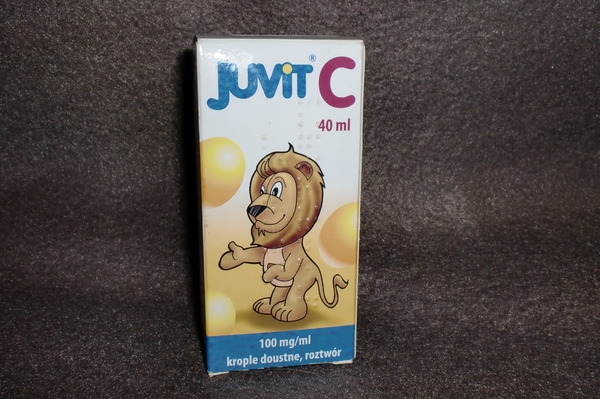 JUVIT® C
40 ml
100 mg/ml
krople doustne, roztwór